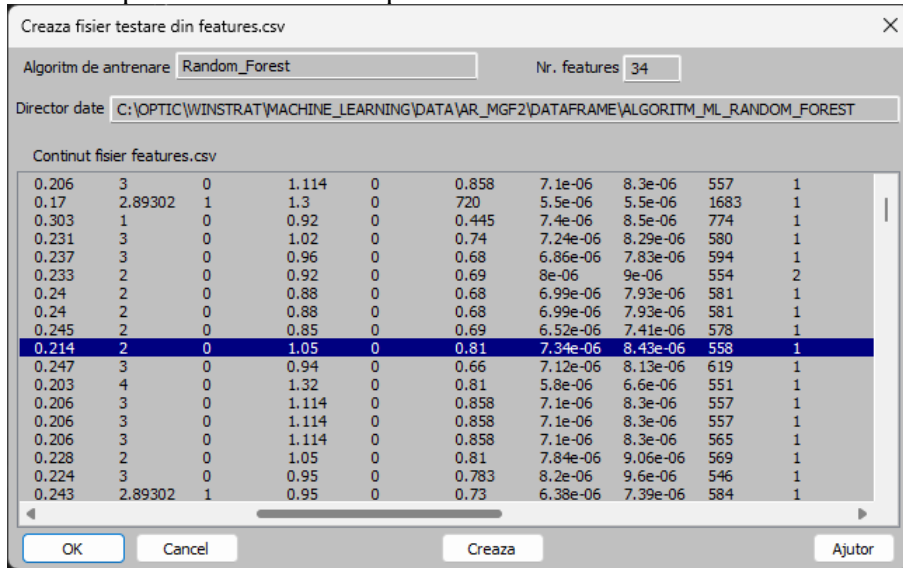 Creaza fisier testare din features.csv
Algoritm de antrenare Random_Forest Nr. features 34
Director date C:\OPTIC\WINSTRAT\MACHINE_LEARNING\DATA\AR_MGF2\DATAFRAME\ALGORITM_ML_RANDOM_FOREST
Continut fisier features.csv
0.206 3 0 1.114 0 0.858 7.1e-06 8.3e-06 557 1
0.17 2.89302 1 1.3 0 720 5.5e-06 5.5e-06 1683 1
0.303 1 0 0.92 0 0.445 7.4e-06 8.5e-06 774 1
0.231 3 0 1.02 0 0.74 7.24e-06 8.29e-06 580 1
0.237 3 0 0.96 0 0.68 6.86e-06 7.83e-06 594 1
0.233 2 0 0.92 0 0.69 8e-06 9e-06 554 2
0.24 2 0 0.88 0 0.68 6.99e-06 7.93e-06 581 1
0.24 2 0 0.88 0 0.68 6.99e-06 7.93e-06 581 1
0.245 2 0 0.85 0 0.69 6.52e-06 7.41e-06 578 1
0.214 2 0 1.05 0 0.81 7.34e-06 8.43e-06 558 1
0.247 3 0 0.94 0 0.66 7.12e-06 8.13e-06 619 1
0.203 4 0 1.32 0 0.81 5.8e-06 6.6e-06 551 1
0.206 3 0 1.114 0 0.858 7.1e-06 8.3e-06 557 1
0.206 3 0 1.114 0 0.858 7.1e-06 8.3e-06 557 1
0.206 3 0 1.114 0 0.858 7.1e-06 8.3e-06 565 1
0.228 2 0 1.05 0 0.81 7.84e-06 9.06e-06 569 1
0.224 3 0 0.95 0 0.783 8.2e-06 9.6e-06 546 1
0.243 2.89302 1 0.95 0 0.73 6.38e-06 7.39e-06 584 1
OK Cancel Creaza Ajutor